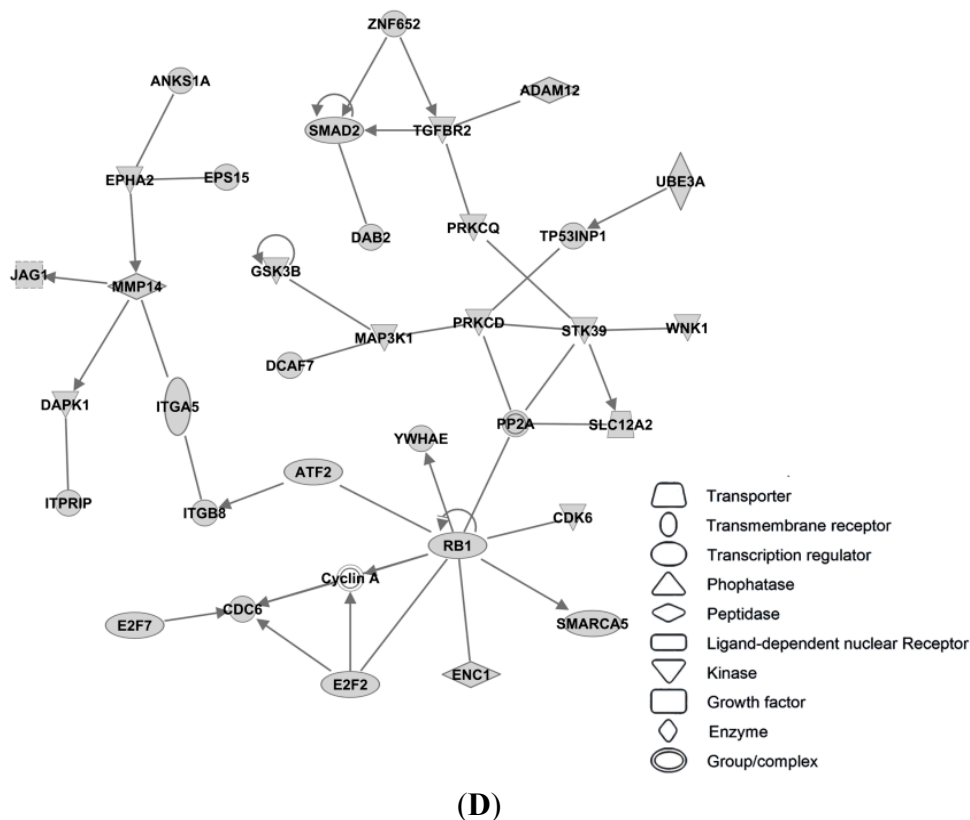 ZNF652
ANKS1A
ADAM12
SMAD2
TGFBR2
EPHA2
EPS15
UBE3A
DAB2
PRKCQ
TP53INP1
JAG1
MMP14
GSK3B
MAP3K1
PRKCD
STK39
WNK1
DCAF7
DAPK1
ITGA5
YWHAE
PP2A
SLC12A2
ATF2
ITPRIP
ITGB8
CDK6
RB1
Cyclin A
CDC6
E2F7
SMARCA5
E2F2
ENC1
Transporter
Transmembrane receptor
Transcription regulator
Phophatase
Peptidase
Ligand-dependent nuclear Receptor
Kinase
Growth factor
Enzyme
Group/complex
(D)